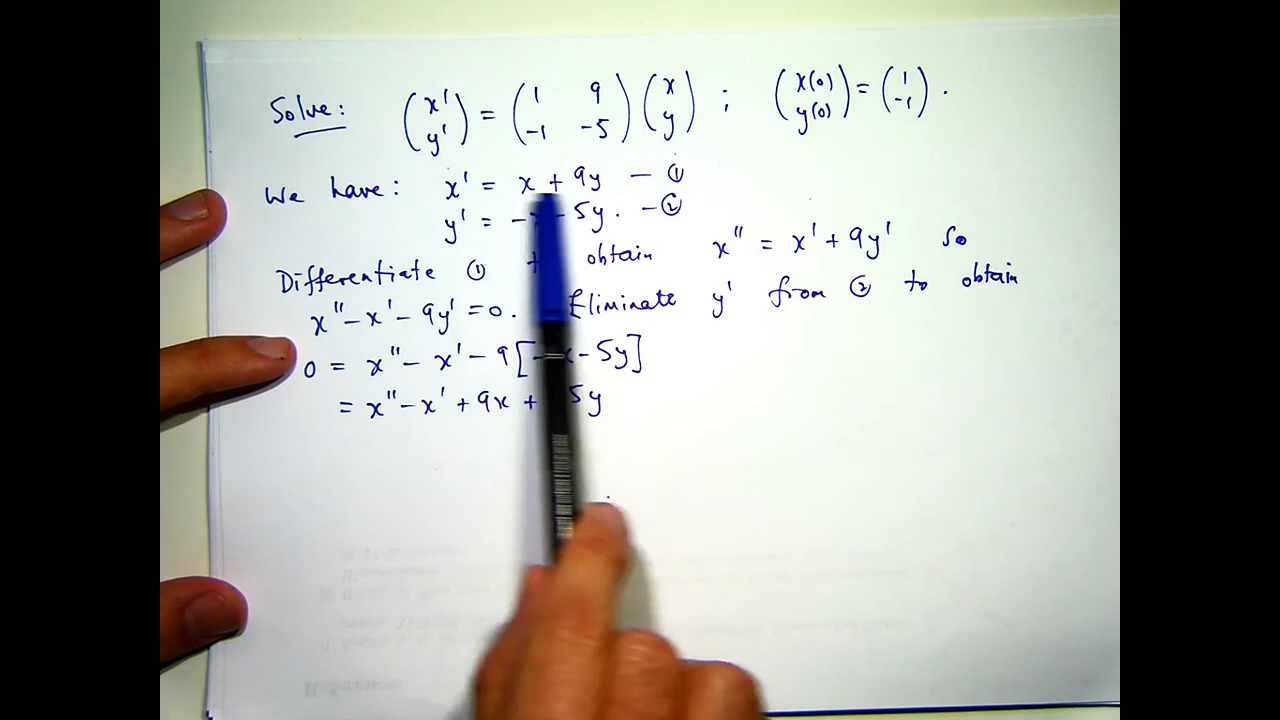 Solve: (x' y') = (1 9 -1 -5) (x y) ; (x(0) y(0)) = (1 -1).
We have: x' = x + 9y — ①
y' = - - 5y. — ②
Differentiate ① obtain x'' = x' + 9y' so
x'' - x' - 9y' = 0. Eliminate y' from ② to obtain
0 = x'' - x' - 9[- - 5y]
= x'' - x' + 9x + 5y